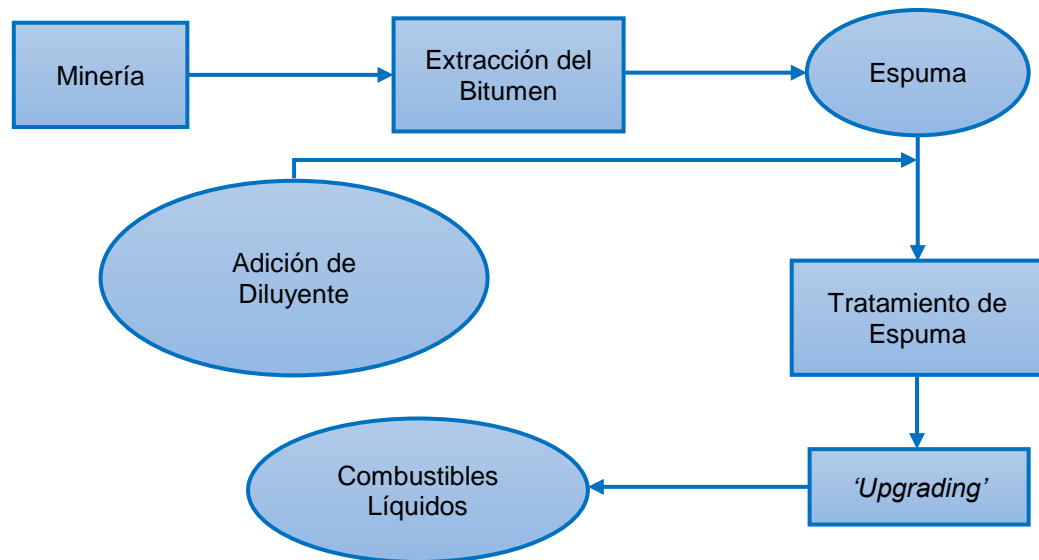 Minería
Extracción del
Bitumen
Espuma
Adición de
Diluyente
Tratamiento de
Espuma
‘Upgrading’
Combustibles
Líquidos